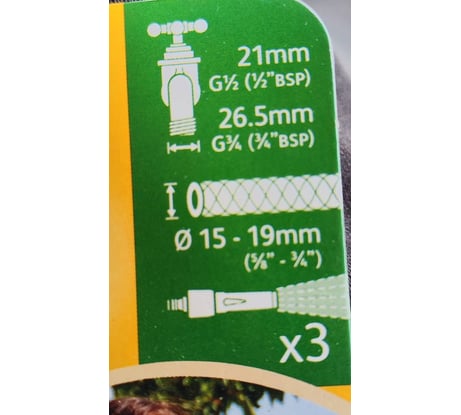 21mm
G½ (½"BSP)
26.5mm
G¾ (¾"BSP)
Ø 15 - 19mm
(⅝" - ¾")
x3